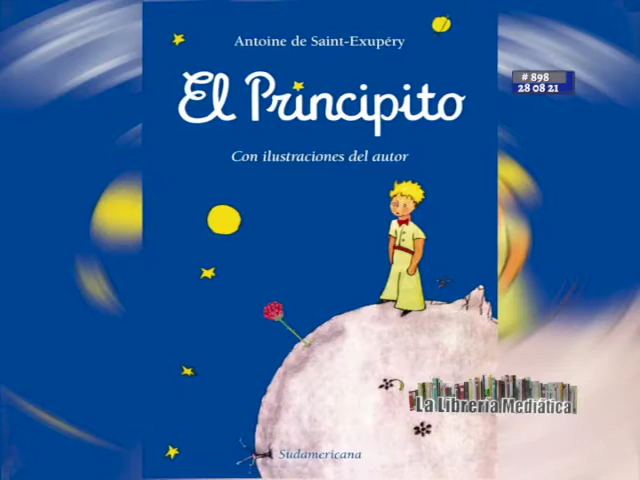 Antoine de Saint-Exupéry
El Principito
Con ilustraciones del autor
# 898
28 08 21
La Librería Mediática
Sudamericana